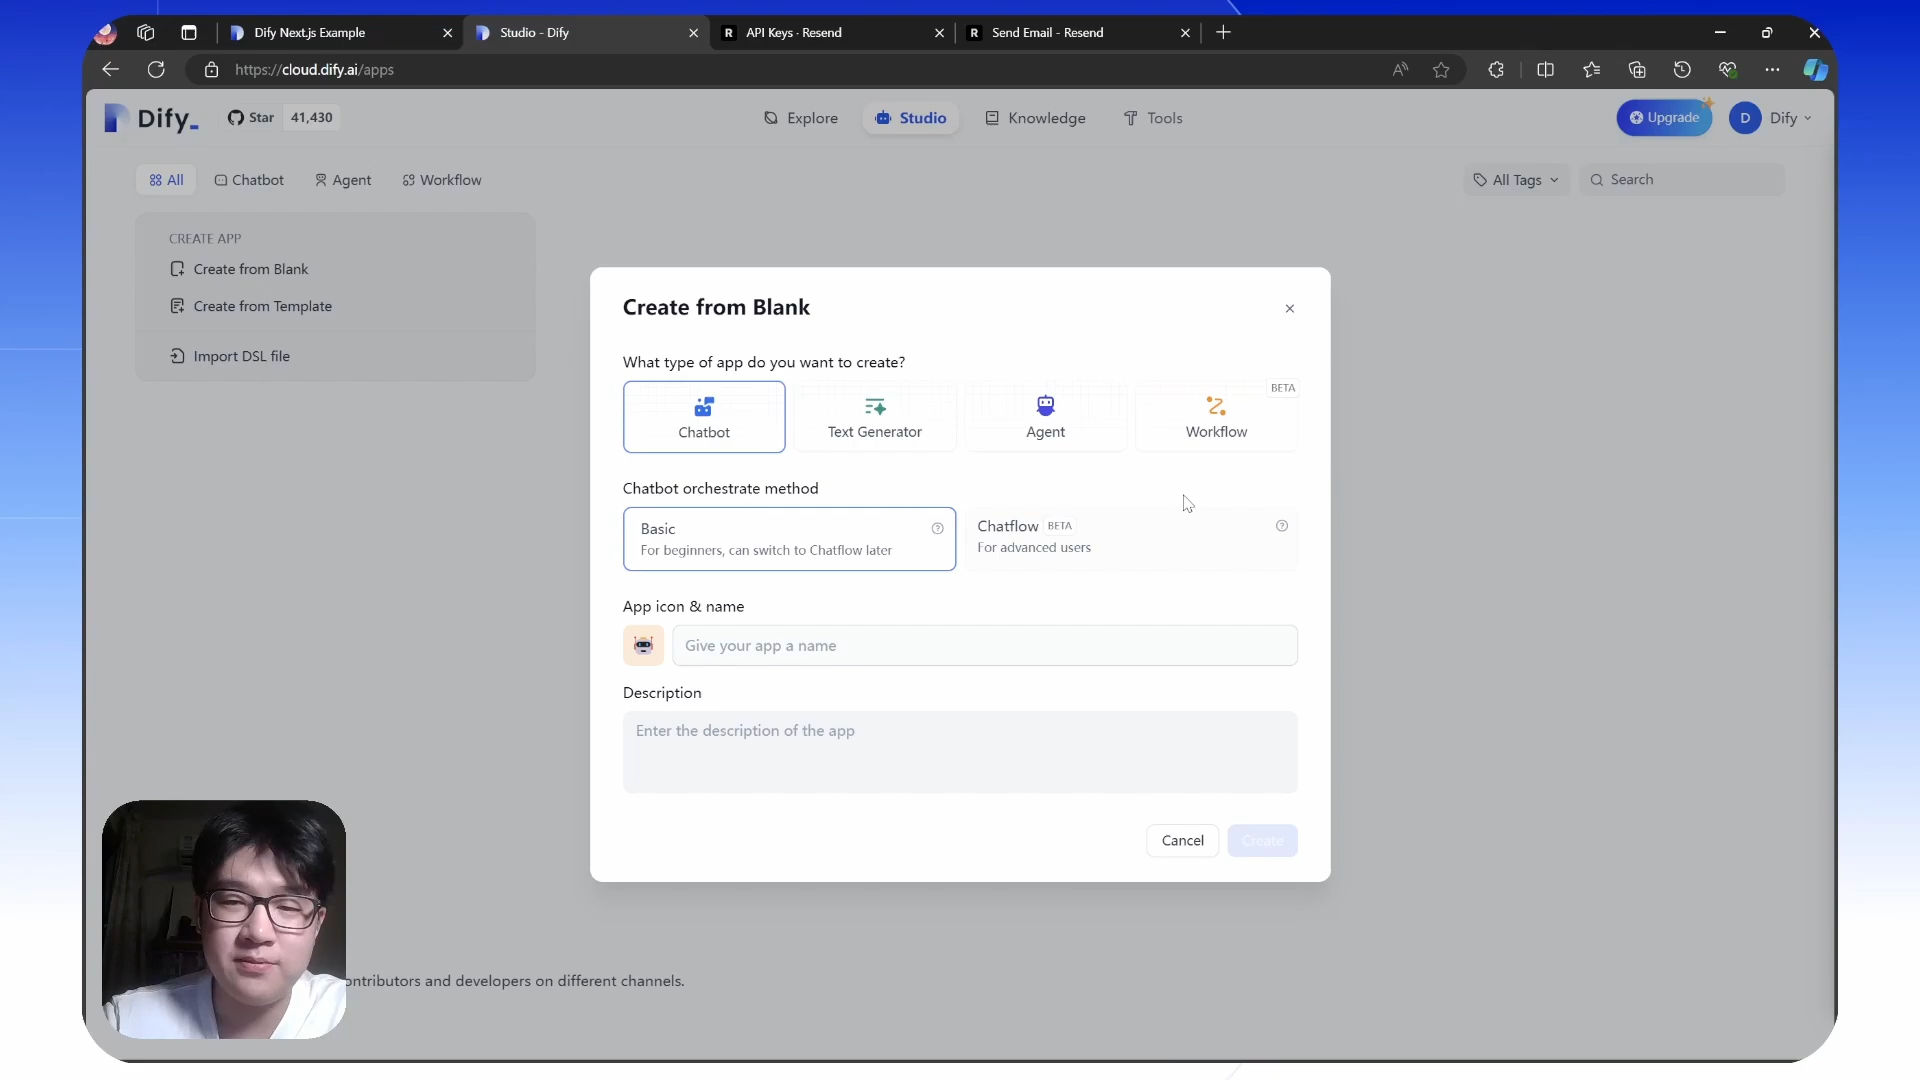 Dify Next.js Example
Studio - Dify
R API Keys · Resend
R Send Email - Resend
https://cloud.dify.ai/apps
Dify_
Star 41,430
Explore
Studio
Knowledge
Tools
Upgrade
D Dify
All
Chatbot
Agent
Workflow
All Tags
Search
CREATE APP
Create from Blank
Create from Template
Import DSL file
Create from Blank
What type of app do you want to create?
BETA
Chatbot
Text Generator
Agent
Workflow
Chatbot orchestrate method
Basic
For beginners, can switch to Chatflow later
Chatflow BETA
For advanced users
App icon & name
Give your app a name
Description
Enter the description of the app
Cancel
Create
ontributors and developers on different channels.